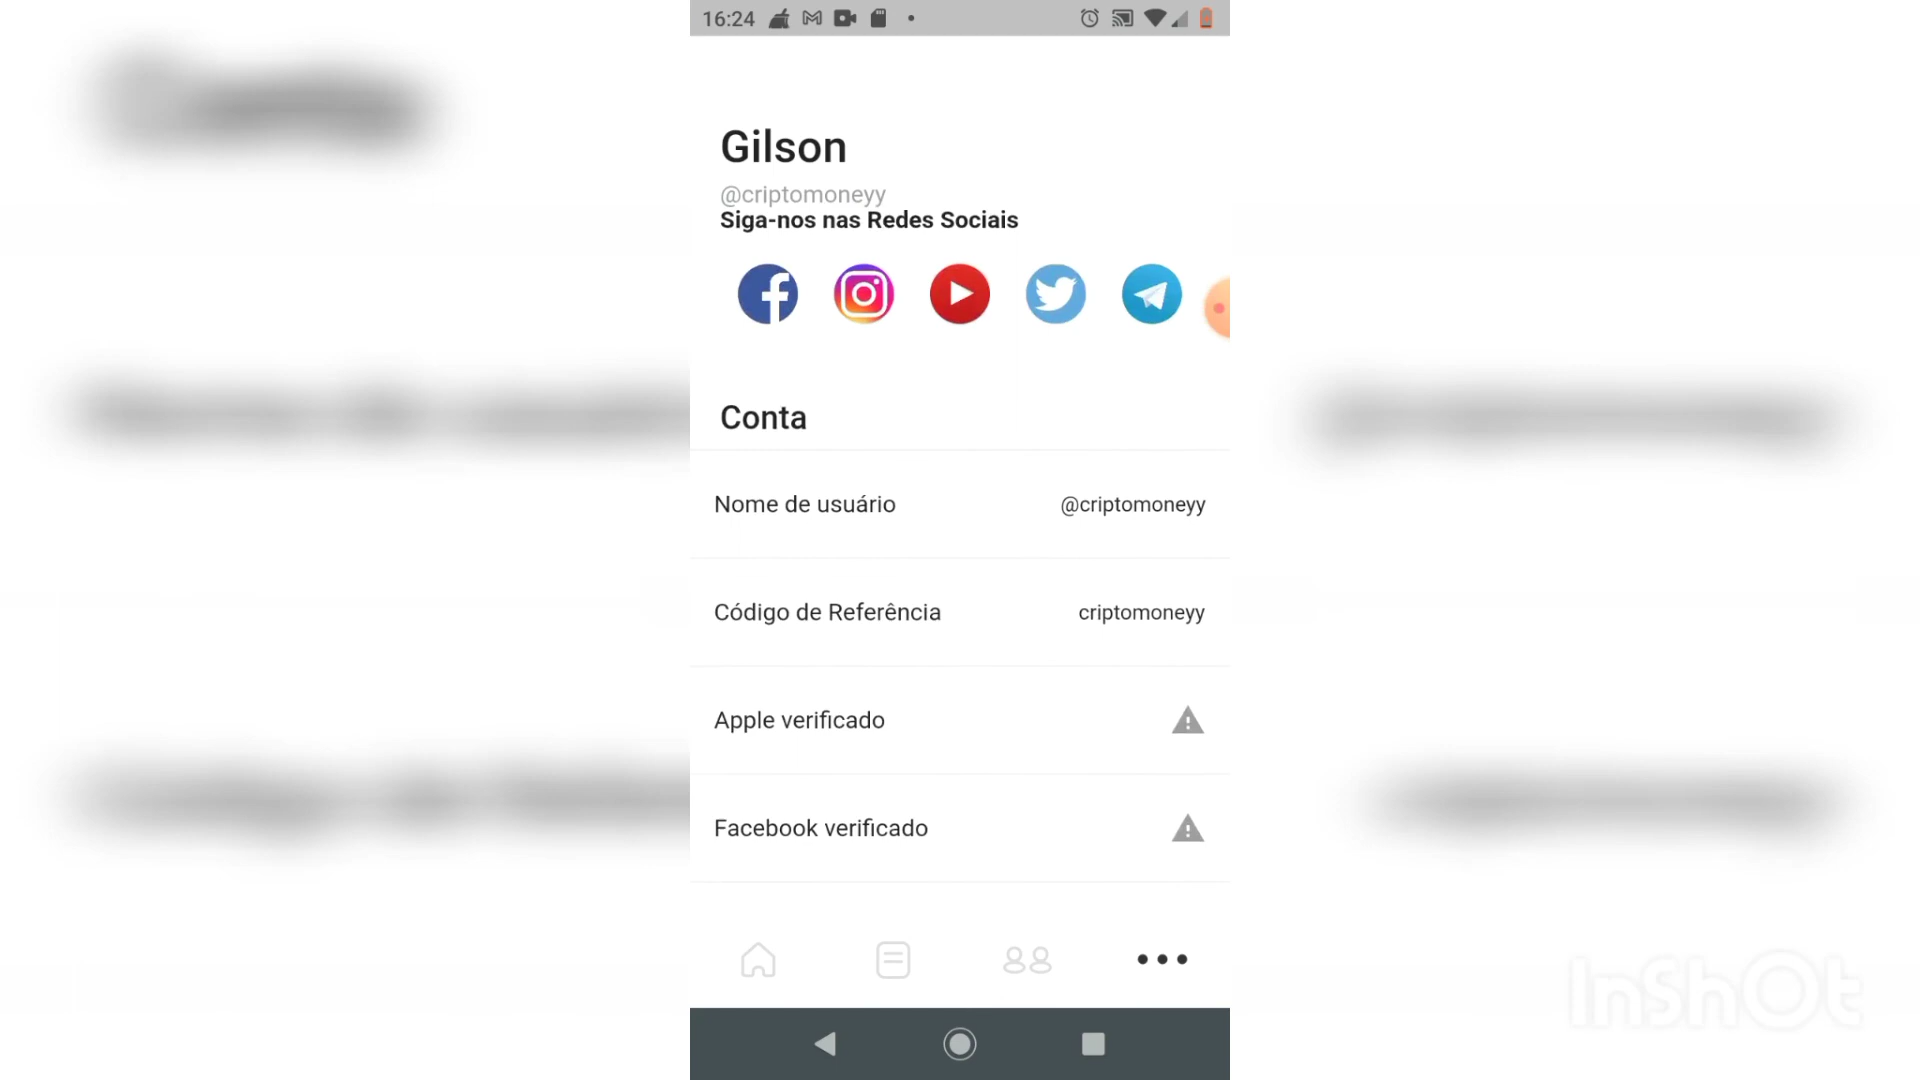 16:24
Gilson
@criptomoneyy
Siga-nos nas Redes Sociais
Conta
Nome de usuário @criptomoneyy
Código de Referência criptomoneyy
Apple verificado
Facebook verificado
InShOt